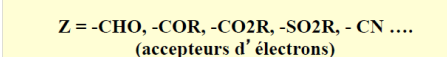 Z = -CHO, -COR, -CO2R, -SO2R, - CN ....
(accepteurs d’électrons)